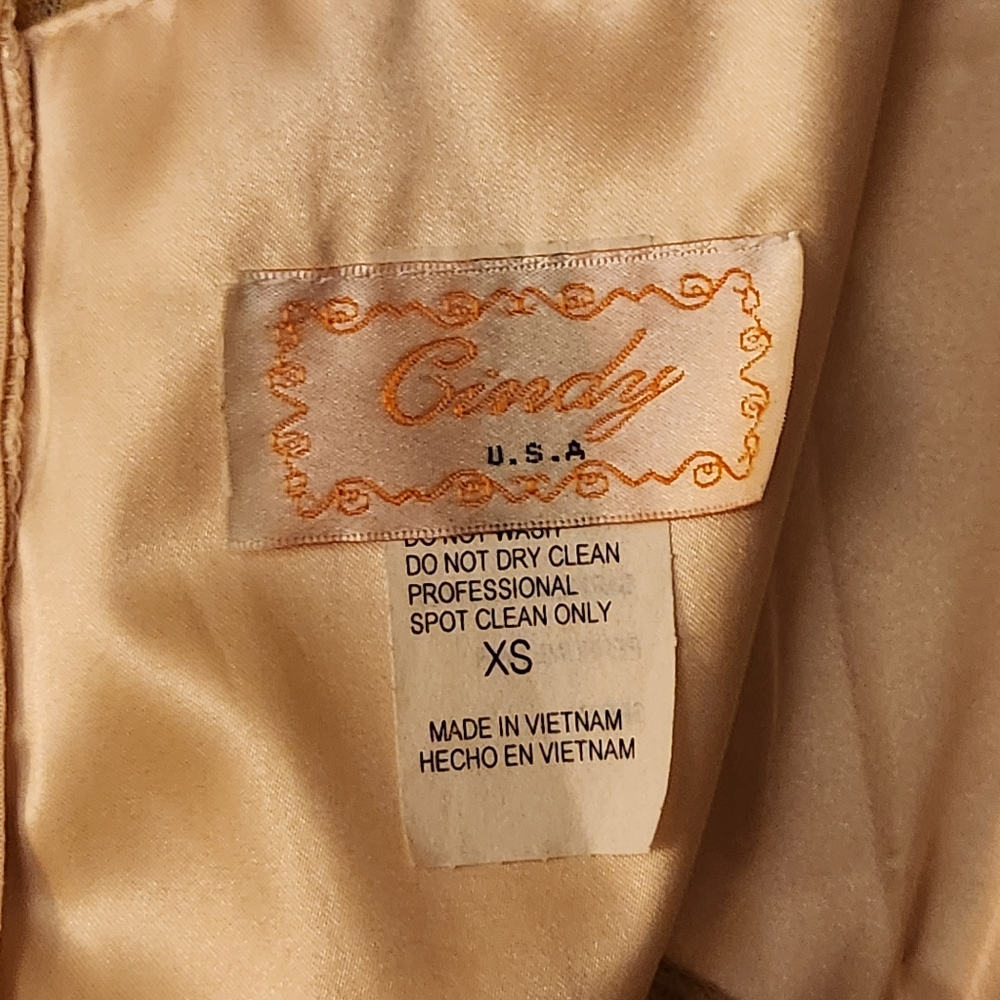 Cindy
U.S.A
DO NOT WASH
DO NOT DRY CLEAN
PROFESSIONAL
SPOT CLEAN ONLY
XS
MADE IN VIETNAM
HECHO EN VIETNAM